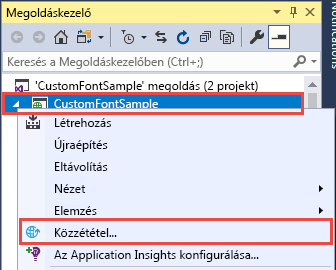 Megoldáskezelő
Keresés a Megoldáskezelőben (Ctrl+;)
'CustomFontSample' megoldás (2 projekt)
CustomFontSample
Létrehozás
Újraépítés
Eltávolítás
Nézet
Elemzés
Közzététel...
Az Application Insights konfigurálása...
Notifications